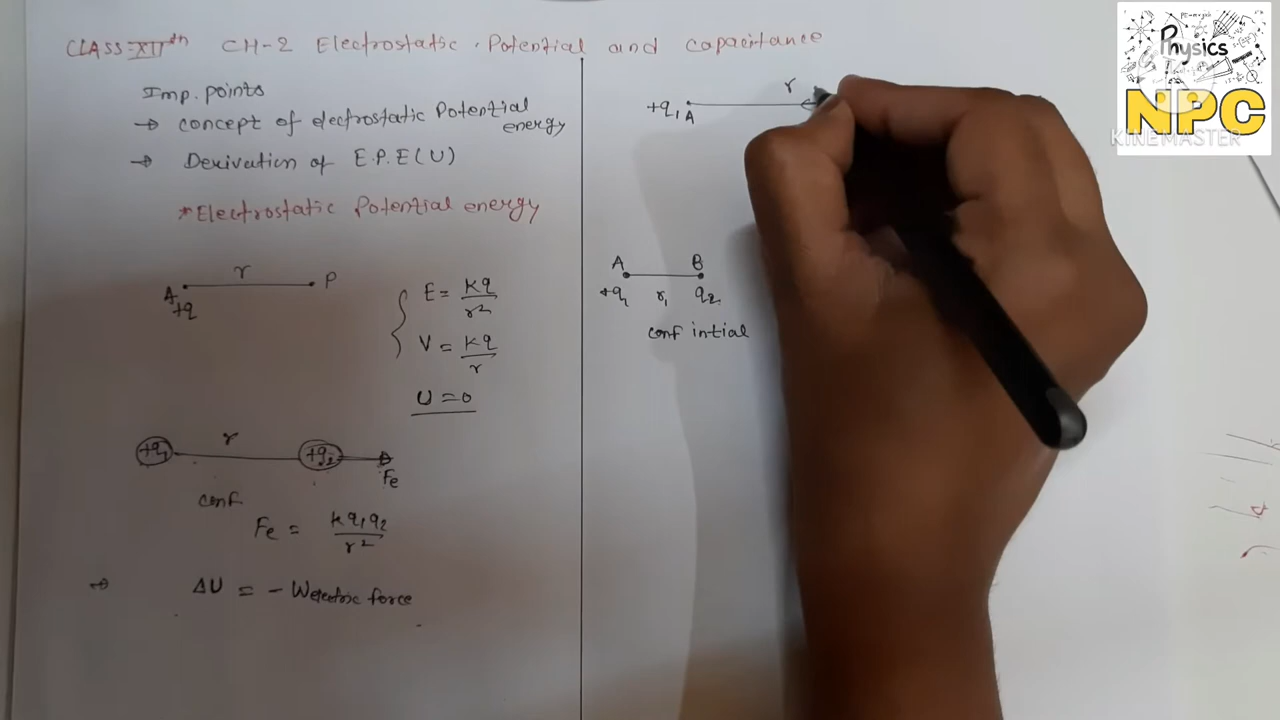 CLASS:-XIIth CH-2 Electrostatic Potential and capacitance
Imp. points
→ concept of electrostatic Potential energy
→ Derivation of E.P.E(U)
*Electrostatic Potential energy
r
A P
+q
E = kq/r²
V = kq/r
U = 0
+q1 r +q2
Fe
conf
Fe = kq1q2/r²
→ ΔU = - Welectric force
r
+q1 A
A B
+q1 r1 q2
conf intial
Physics
NPC
KINEMASTER